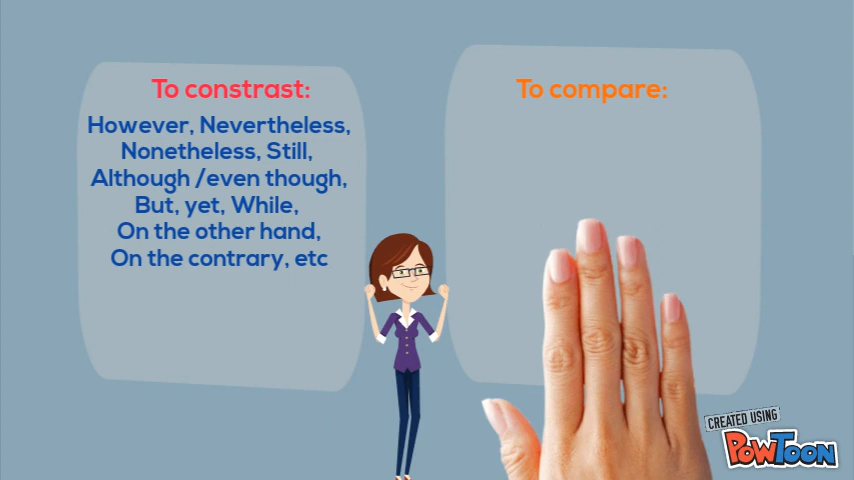 To constrast:
However, Nevertheless,
Nonetheless, Still,
Although /even though,
But, yet, While,
On the other hand,
On the contrary, etc
To compare:
CREATED USING
POWTOON